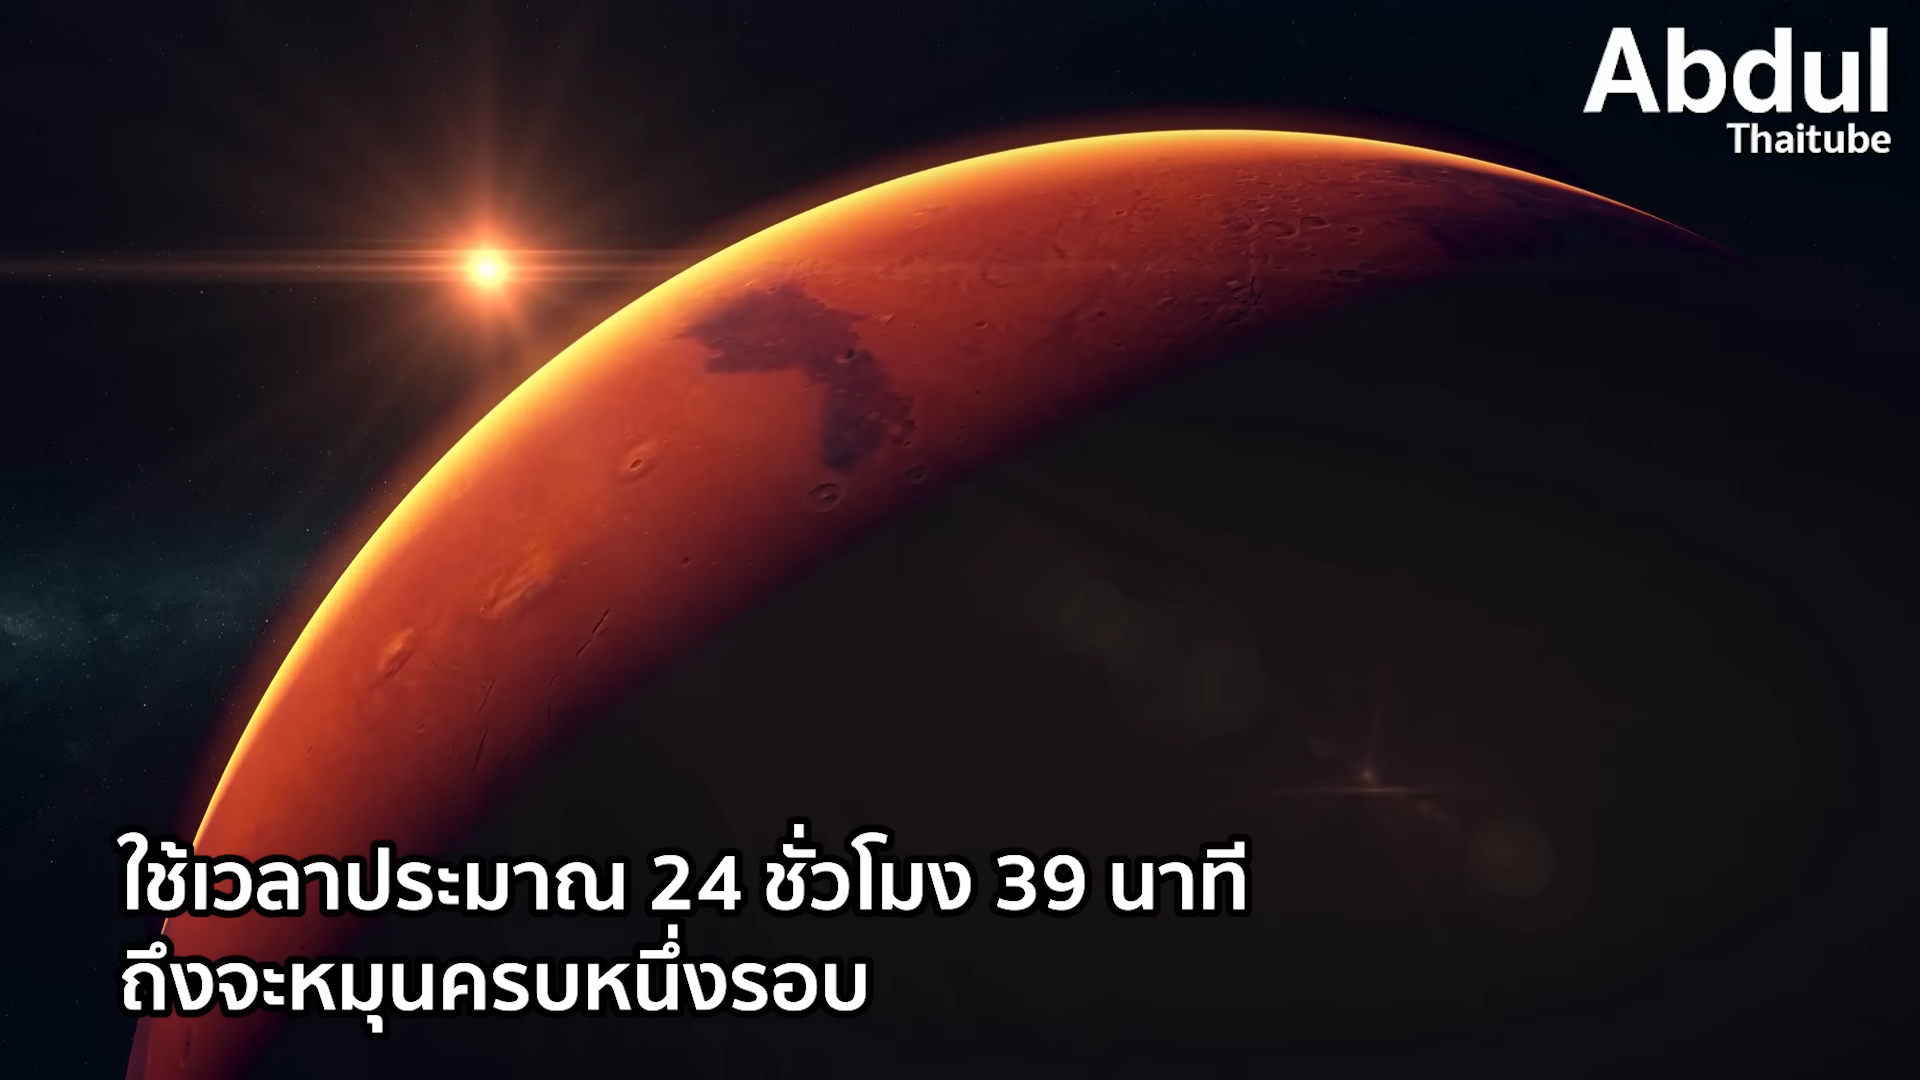 Abdul
Thaitube
ใช้เวลาประมาณ 24 ชั่วโมง 39 นาที
ถึงจะหมุนครบหนึ่งรอบ